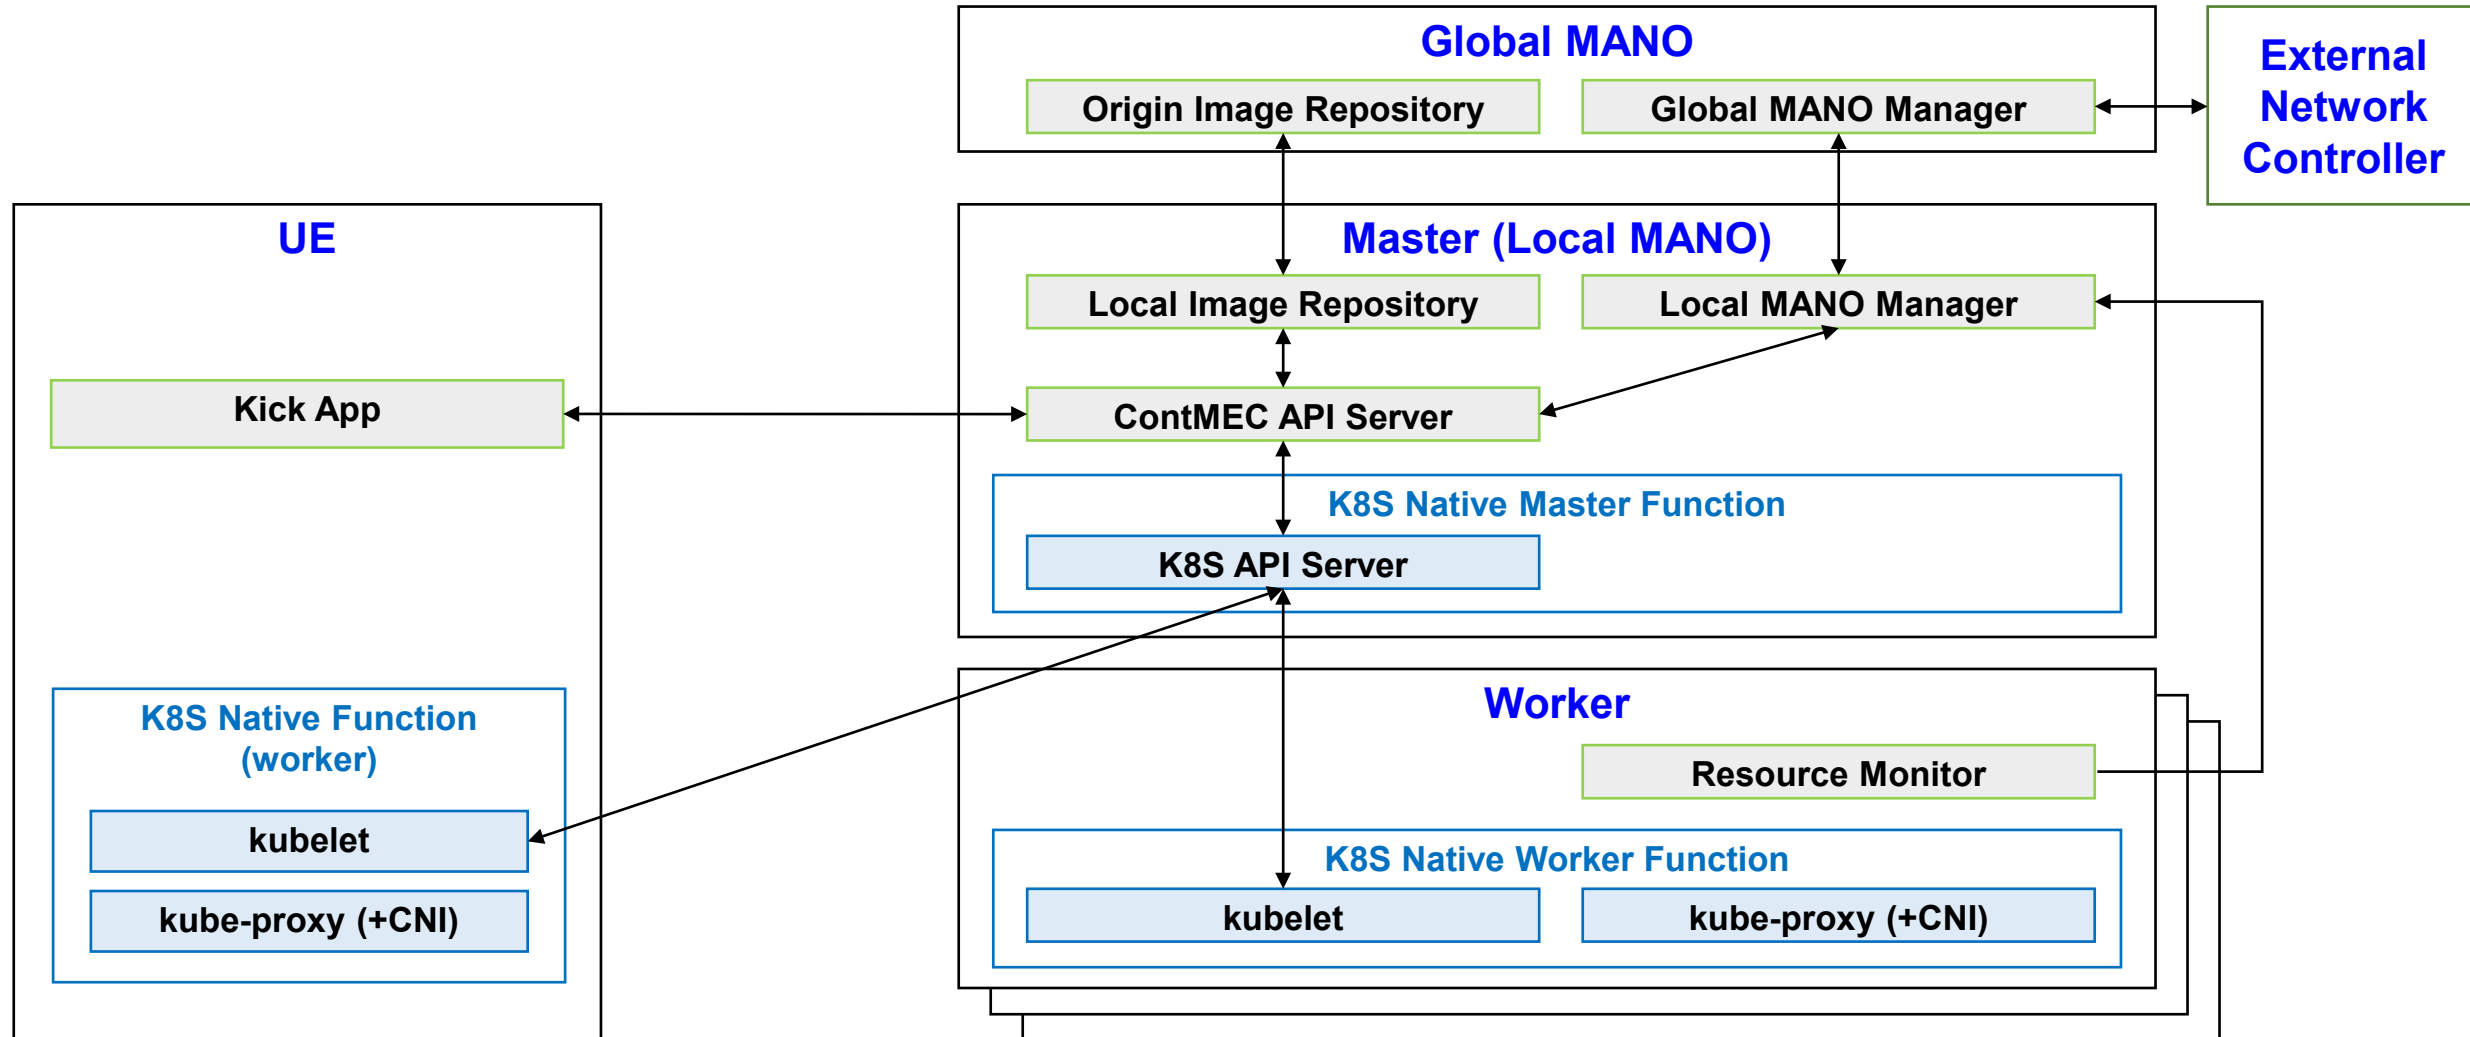 Global MANO
Origin Image Repository
Global MANO Manager
External
Network
Controller
UE
Kick App
K8S Native Function
(worker)
kubelet
kube-proxy (+CNI)
Master (Local MANO)
Local Image Repository
Local MANO Manager
ContMEC API Server
K8S Native Master Function
K8S API Server
Worker
Resource Monitor
K8S Native Worker Function
kubelet
kube-proxy (+CNI)